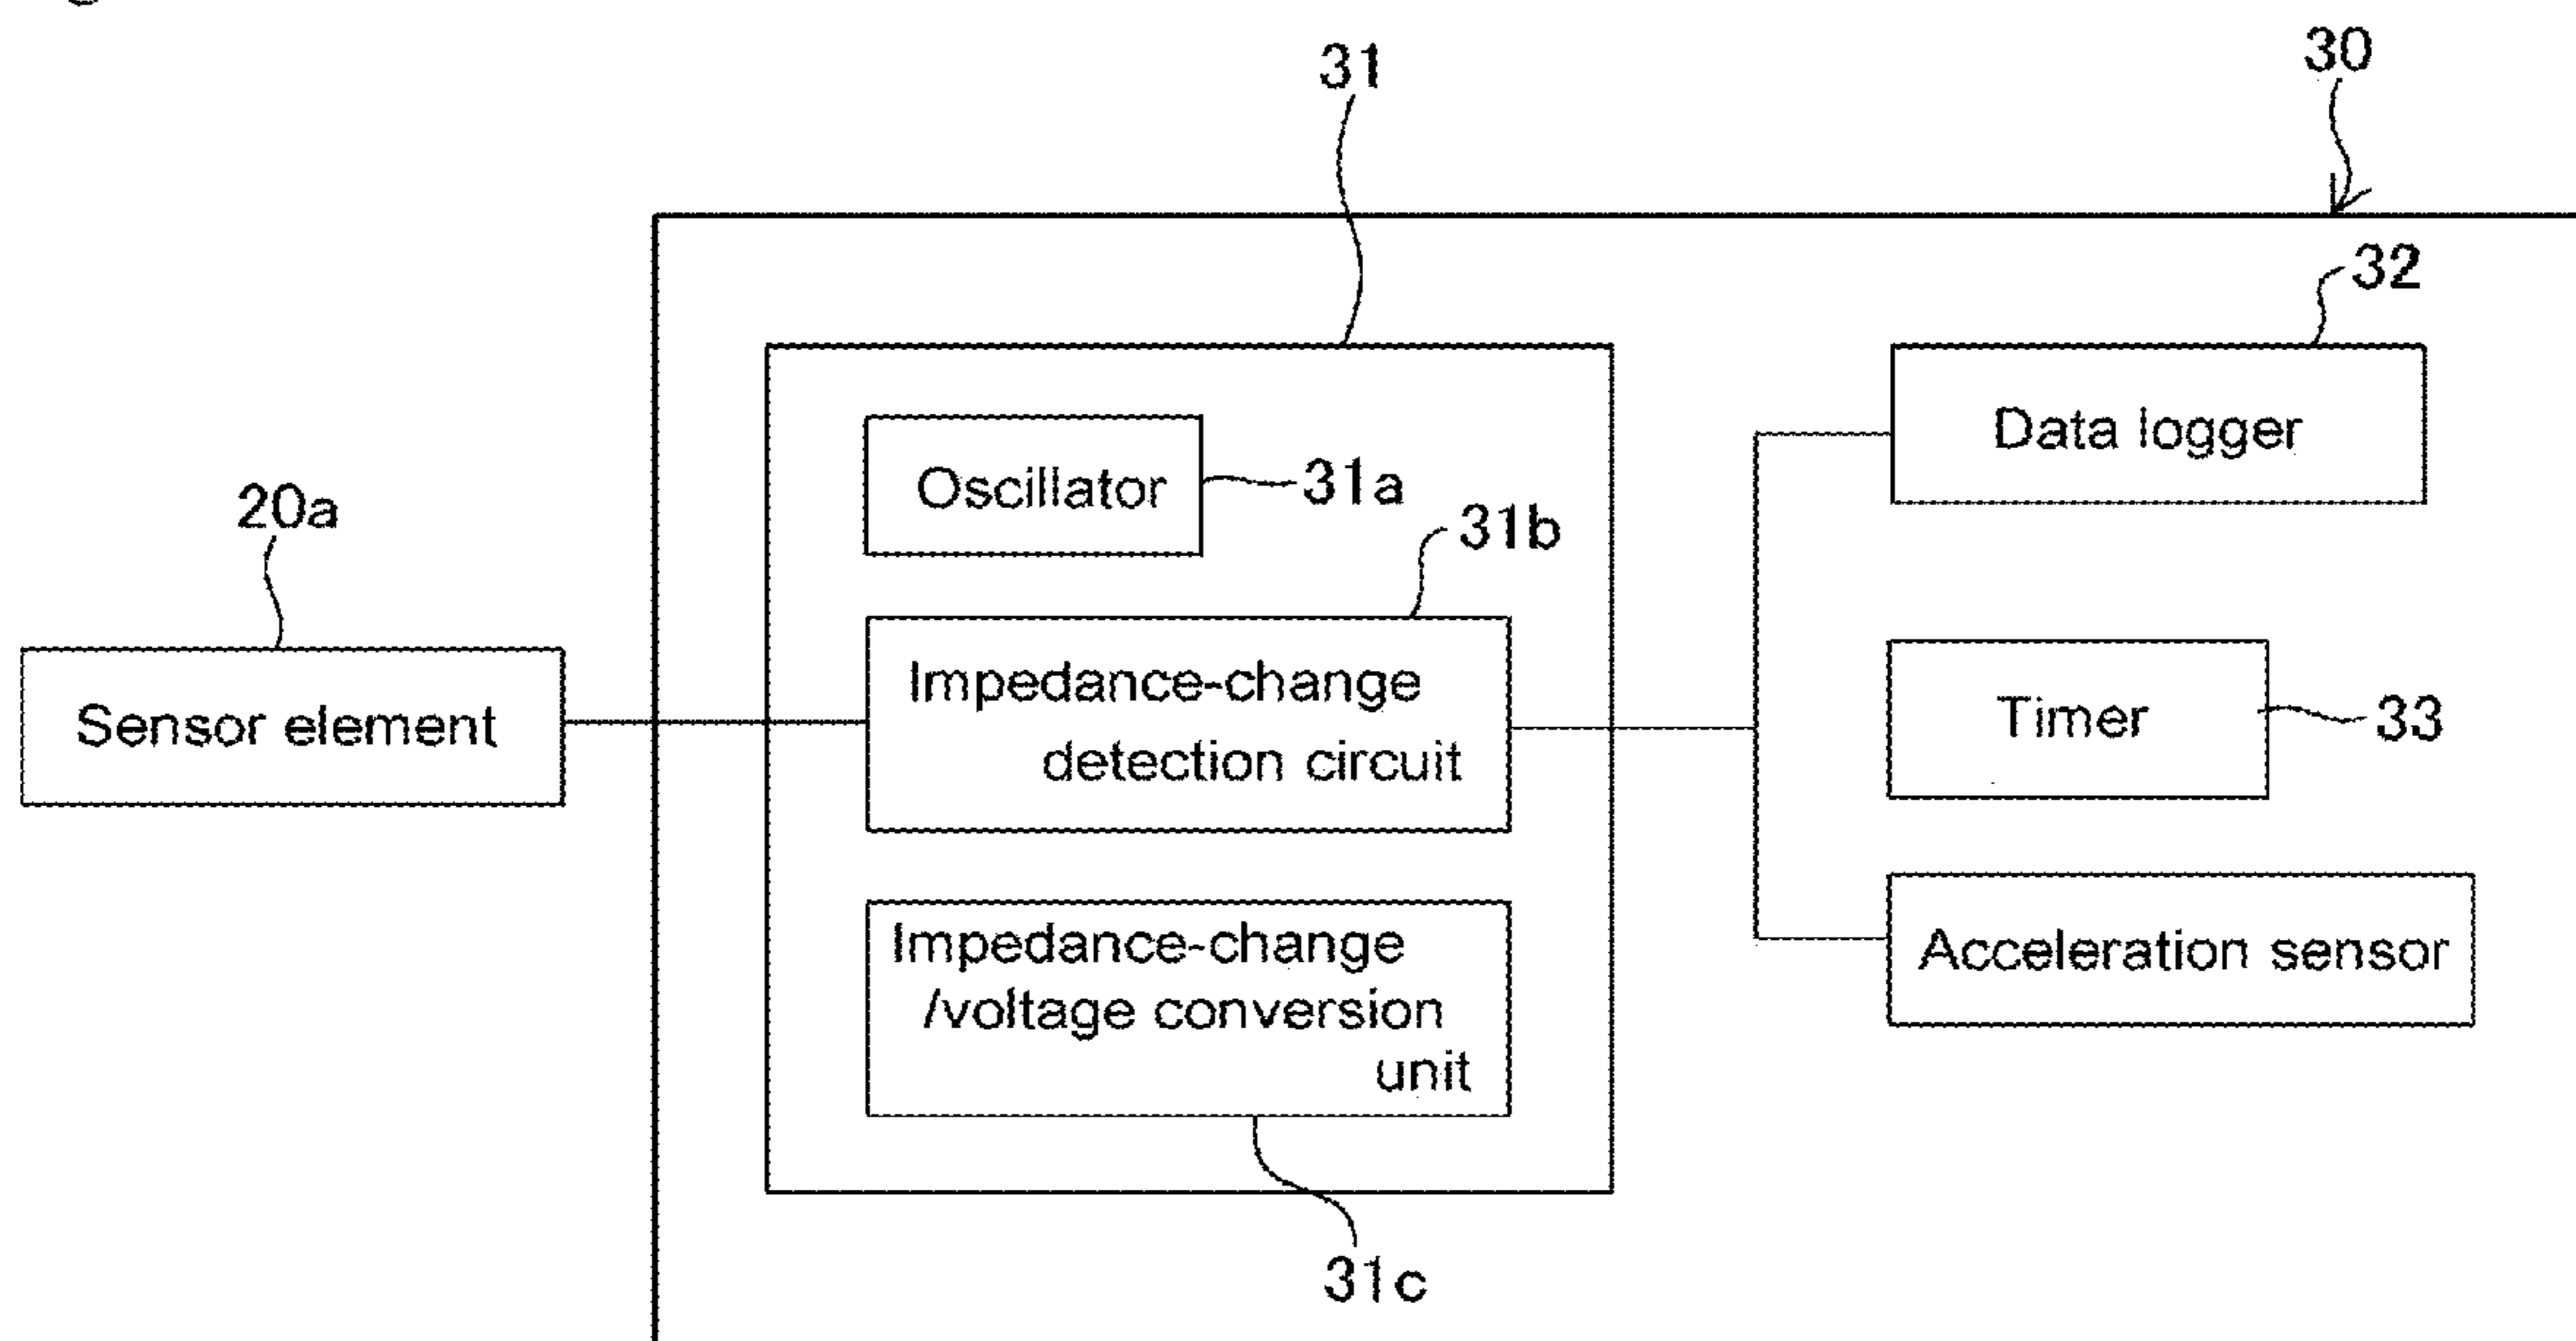 31
30
32
Data logger
Oscillator
31a
20a
31b
Impedance-change
detection circuit
Sensor element
Timer
33
Impedance-change
/voltage conversion
unit
Acceleration sensor
31c